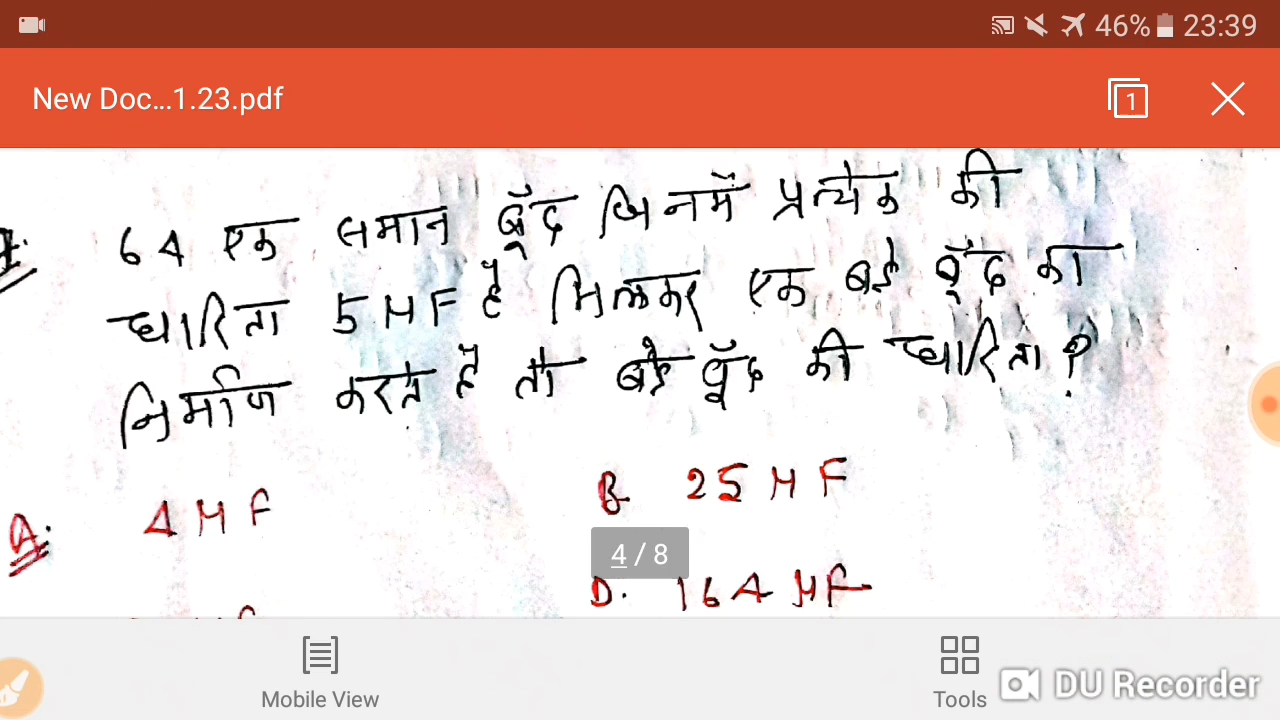 46% 23:39
New Doc...1.23.pdf
1
64 एक समान बूँद जिनमें प्रत्येक की
धारिता 5 μF है मिलकर एक बडे बूँद का
निर्माण करते हैं तो बडे बूँद की धारिता ?
A. 4 μF
B 25 μF
4 / 8
D. 164 μF
Mobile View
Tools
DU Recorder